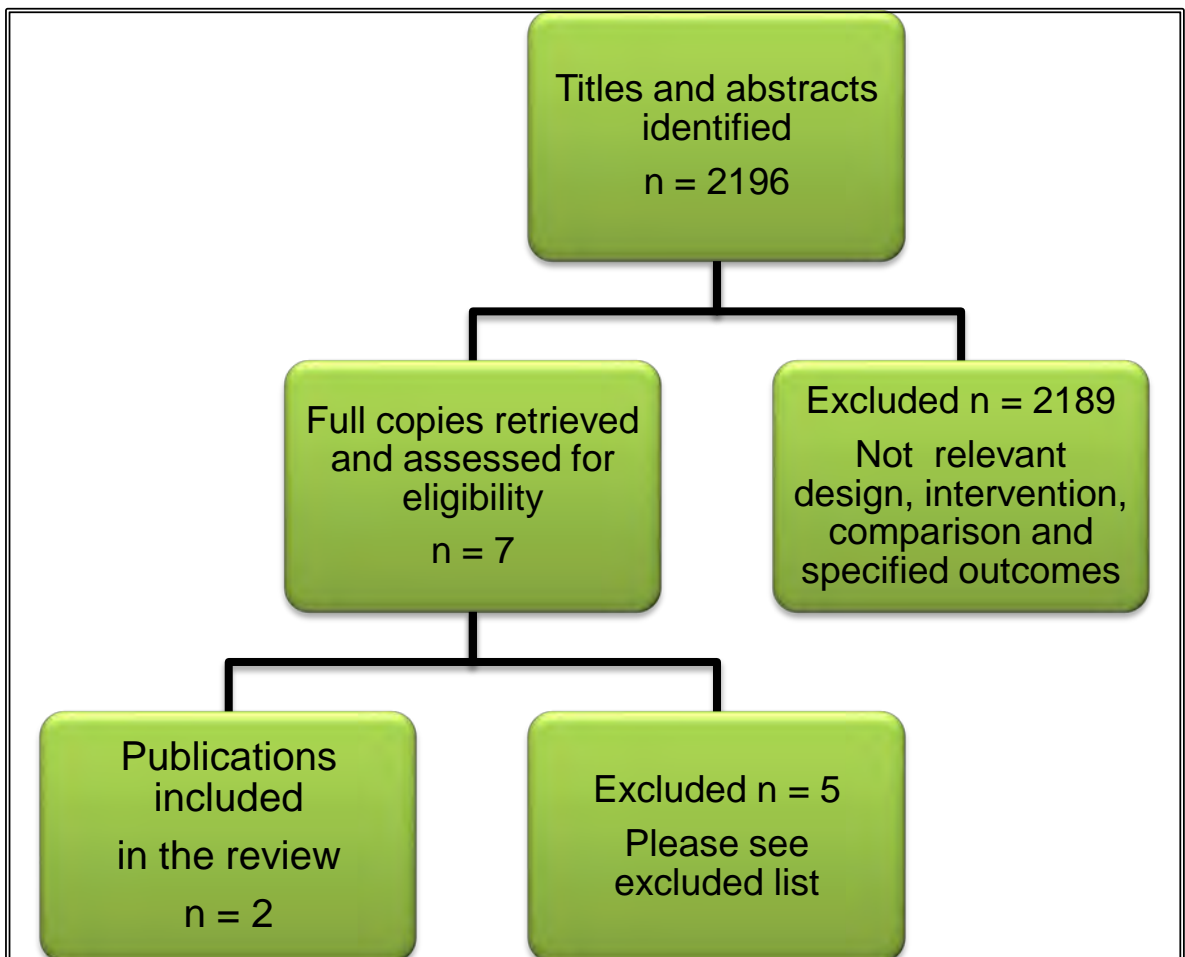 Titles and abstracts
identified
n = 2196
Full copies retrieved
and assessed for
eligibility
n = 7
Excluded n = 2189
Not relevant
design, intervention,
comparison and
specified outcomes
Publications
included
in the review
n = 2
Excluded n = 5
Please see
excluded list